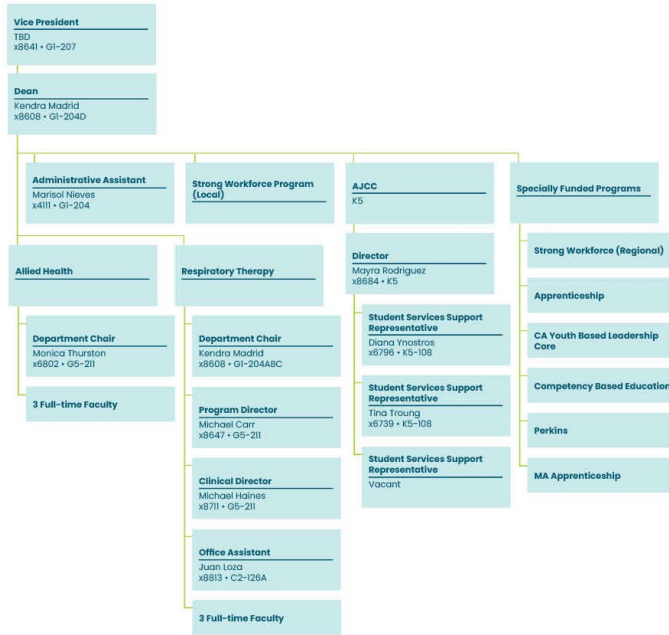 Vice President
TBD
x8641 • G1-207
Dean
Kendra Madrid
x8608 • G1-204D
Administrative Assistant
Marisol Nieves
x4111 • G1-204
Strong Workforce Program
(Local)
AJCC
K5
Specially Funded Programs
Allied Health
Respiratory Therapy
Director
Mayra Rodriguez
x8684 • K5
Strong Workforce (Regional)
Apprenticeship
CA Youth Based Leadership
Core
Competency Based Education
Perkins
MA Apprenticeship
Department Chair
Monica Thurston
x6802 • G5-211
3 Full-time Faculty
Department Chair
Kendra Madrid
x8608 • G1-204ABC
Program Director
Michael Carr
x8647 • G5-211
Clinical Director
Michael Haines
x8711 • G5-211
Office Assistant
Juan Loza
x8813 • C2-126A
3 Full-time Faculty
Student Services Support
Representative
Diana Ynostros
x6796 • K5-108
Student Services Support
Representative
Tina Troung
x6739 • K5-108
Student Services Support
Representative
Vacant